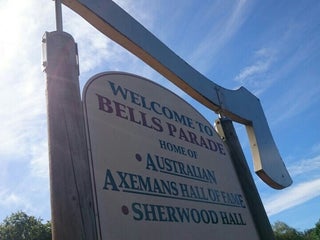 WELCOME TO
BELLS PARADE
HOME OF
• AUSTRALIAN
AXEMANS HALL OF FAME
• SHERWOOD HALL